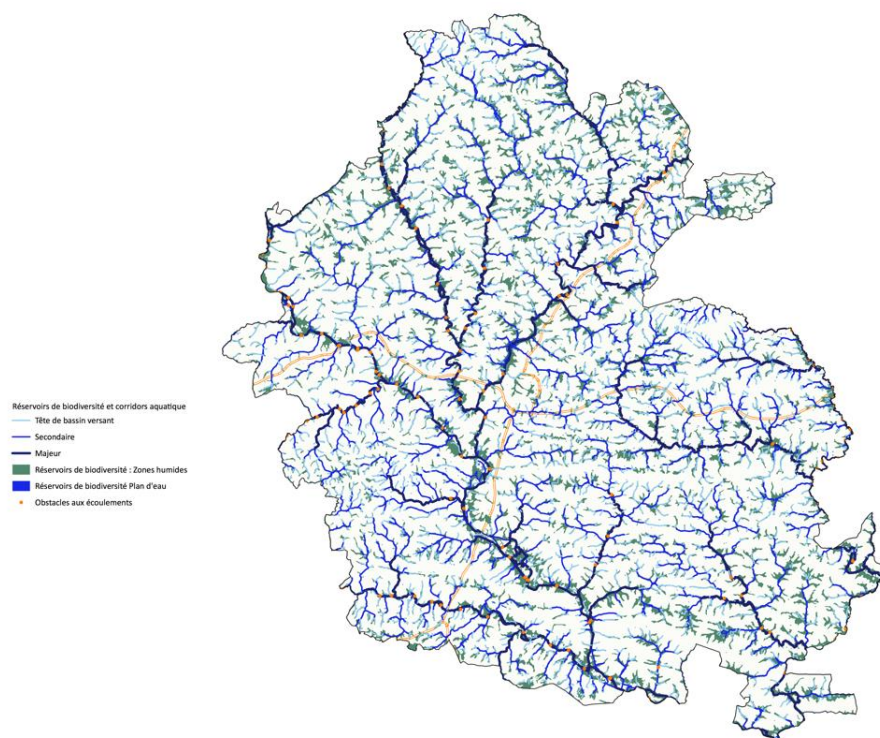 Réservoirs de biodiversité et corridors aquatique
Tête de bassin versant
Secondaire
Majeur
Réservoirs de biodiversité : Zones humides
Réservoirs de biodiversité Plan d'eau
Obstacles aux écoulements